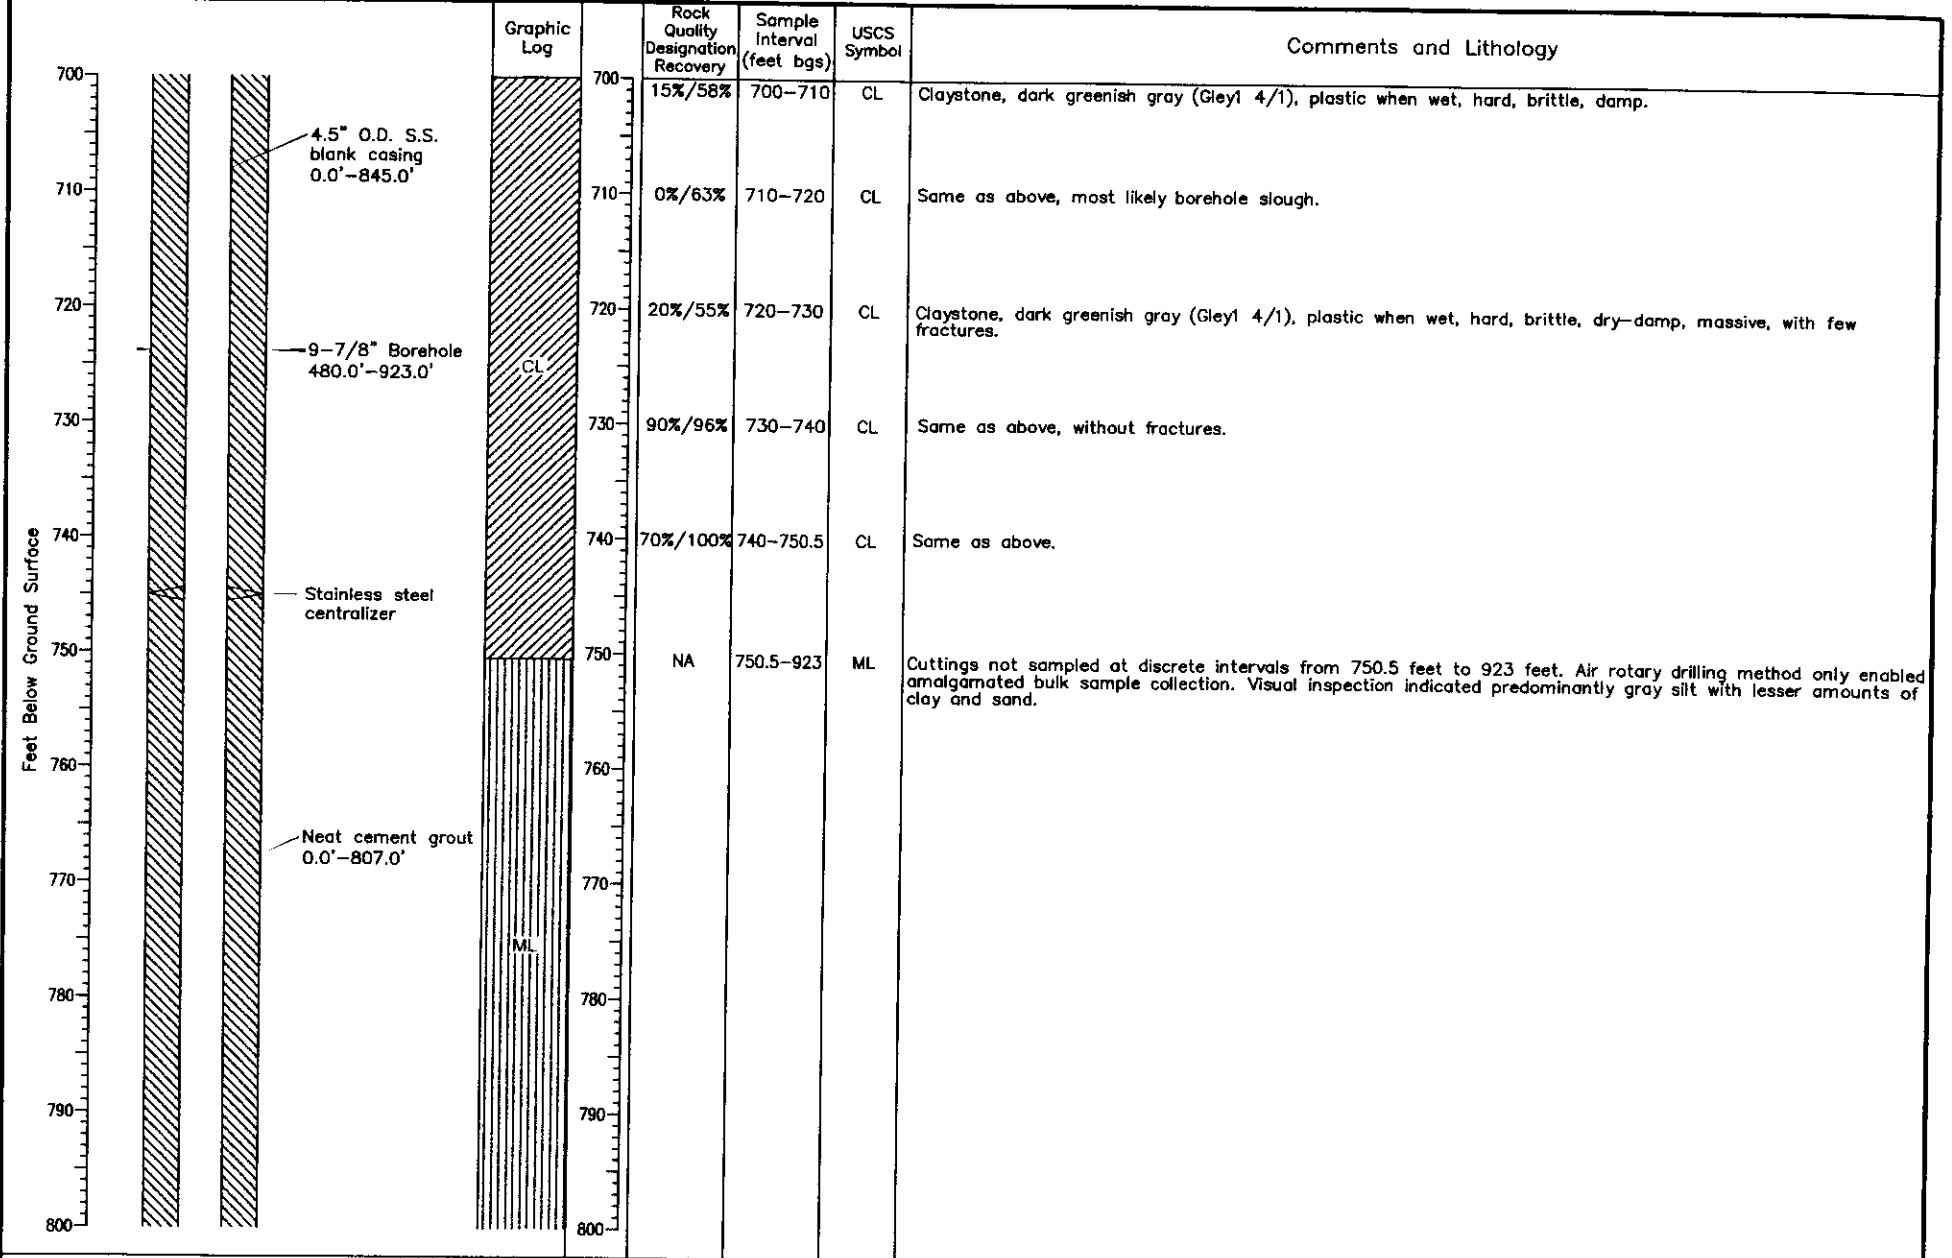 Graphic
Log
Rock
Quality
Designation
Recovery
Sample
Interval
(feet bgs)
USCS
Symbol
Comments and Lithology
Feet Below Ground Surface
700
710
720
730
740
750
760
770
780
790
800
4.5" O.D. S.S.
blank casing
0.0'-845.0'
9-7/8" Borehole
480.0'-923.0'
Stainless steel
centralizer
Neat cement grout
0.0'-807.0'
CL
ML
700
710
720
730
740
750
760
770
780
790
800
15%/58% 700-710 CL Claystone, dark greenish gray (Gley1 4/1), plastic when wet, hard, brittle, damp.
0%/63% 710-720 CL Same as above, most likely borehole slough.
20%/55% 720-730 CL Claystone, dark greenish gray (Gley1 4/1), plastic when wet, hard, brittle, dry-damp, massive, with few
fractures.
90%/96% 730-740 CL Same as above, without fractures.
70%/100% 740-750.5 CL Same as above.
NA 750.5-923 ML Cuttings not sampled at discrete intervals from 750.5 feet to 923 feet. Air rotary drilling method only enabled
amalgamated bulk sample collection. Visual inspection indicated predominantly gray silt with lesser amounts of
clay and sand.